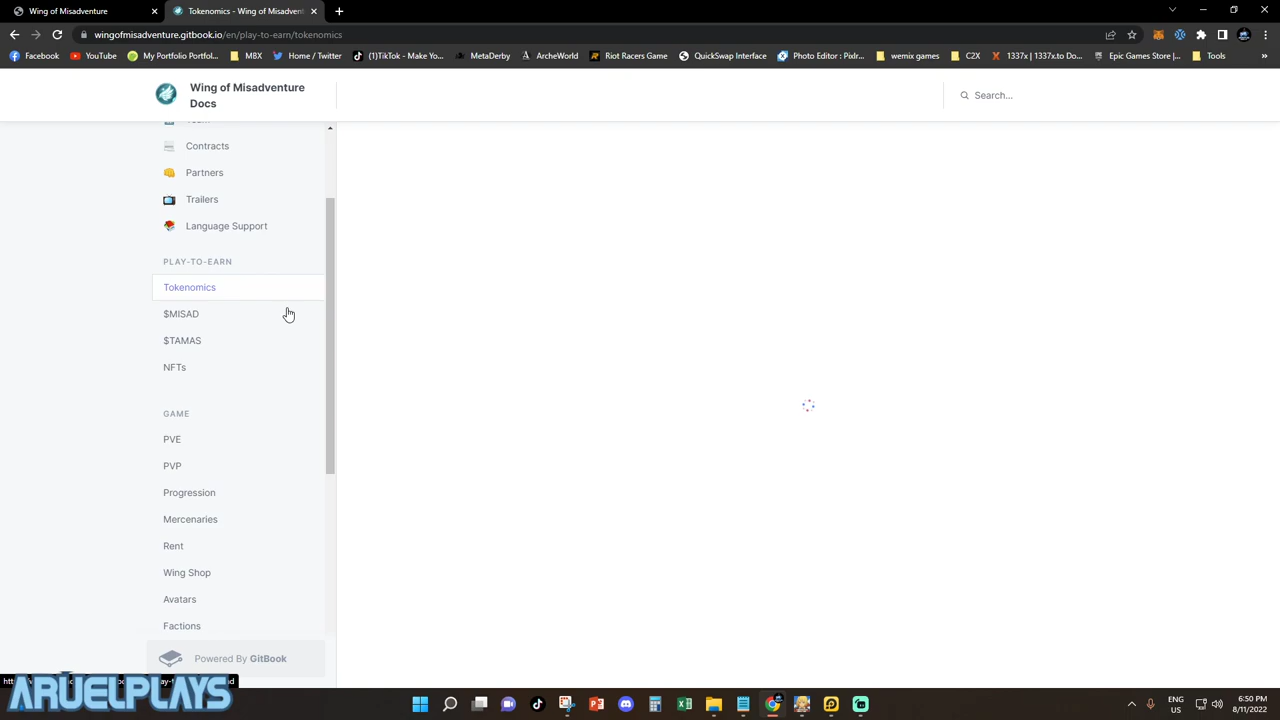 Wing of Misadventure
Tokenomics - Wing of Misadvent
wingofmisadventure.gitbook.io/en/play-to-earn/tokenomics
Facebook
YouTube
My Portfolio Portfol...
MBX
Home / Twitter
(1)TikTok - Make Yo...
MetaDerby
ArcheWorld
Riot Racers Game
QuickSwap Interface
Photo Editor : Pixlr...
wemix games
C2X
1337x | 1337x.to Do...
Epic Games Store |...
Tools
Wing of Misadventure
Docs
Search...
Contracts
Partners
Trailers
Language Support
PLAY-TO-EARN
Tokenomics
$MISAD
$TAMAS
NFTs
GAME
PVE
PVP
Progression
Mercenaries
Rent
Wing Shop
Avatars
Factions
Powered By GitBook
ARUELPLAYS
ENG
US
6:50 PM
8/11/2022